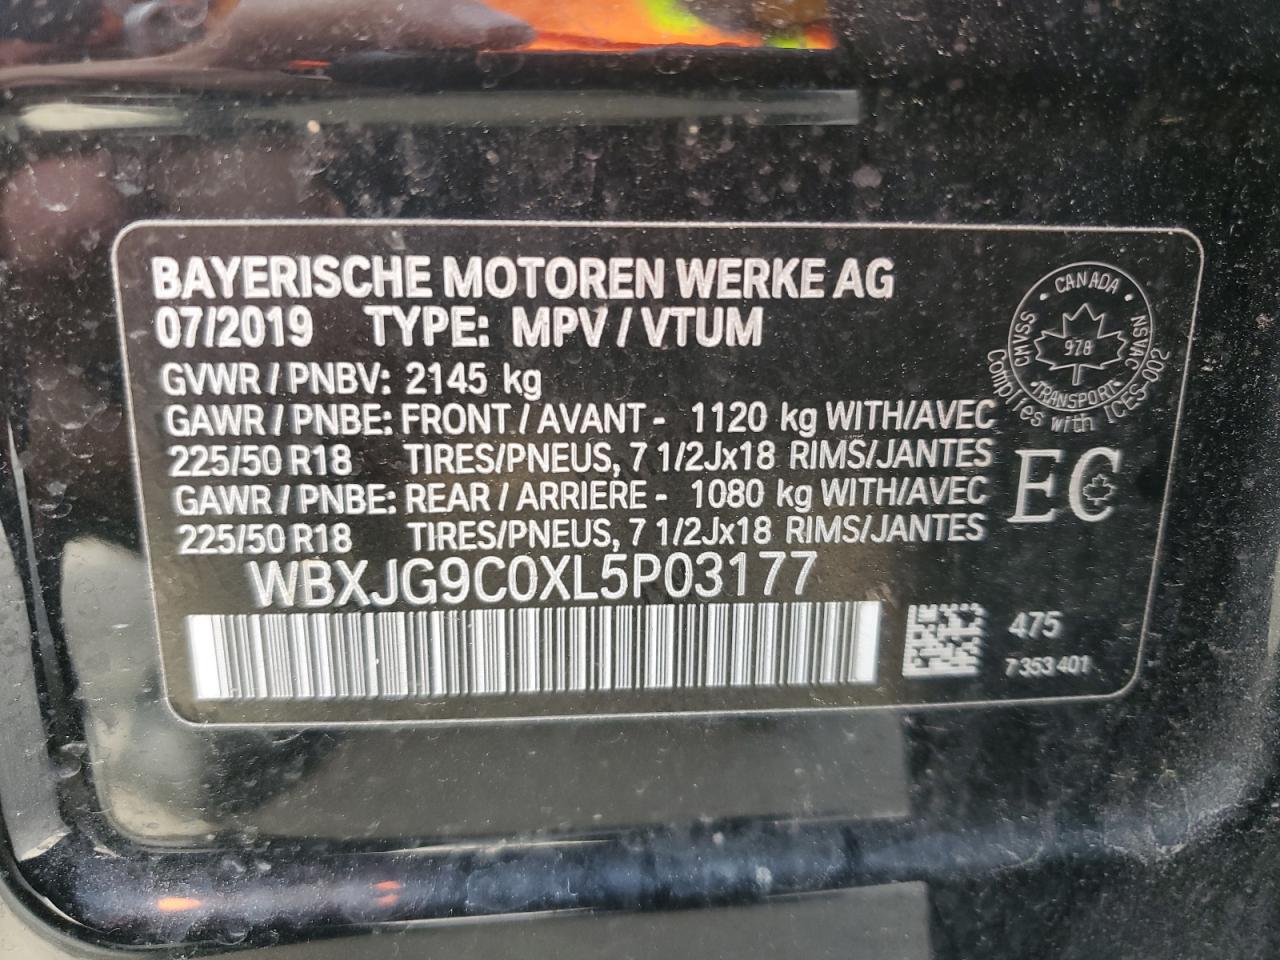 BAYERISCHE MOTOREN WERKE AG
07/2019 TYPE: MPV / VTUM
GVWR / PNBV: 2145 kg
GAWR / PNBE: FRONT / AVANT - 1120 kg WITH/AVEC
225/50 R18 TIRES/PNEUS, 7 1/2Jx18 RIMS/JANTES
GAWR / PNBE: REAR / ARRIERE - 1080 kg WITH/AVEC
225/50 R18 TIRES/PNEUS, 7 1/2Jx18 RIMS/JANTES
WBXJG9C0XL5P03177
· CANADA ·
CMVSS
NSVAC
978
· TRANSPORT ·
Complies with ICES-002
EC
475
7 353 401